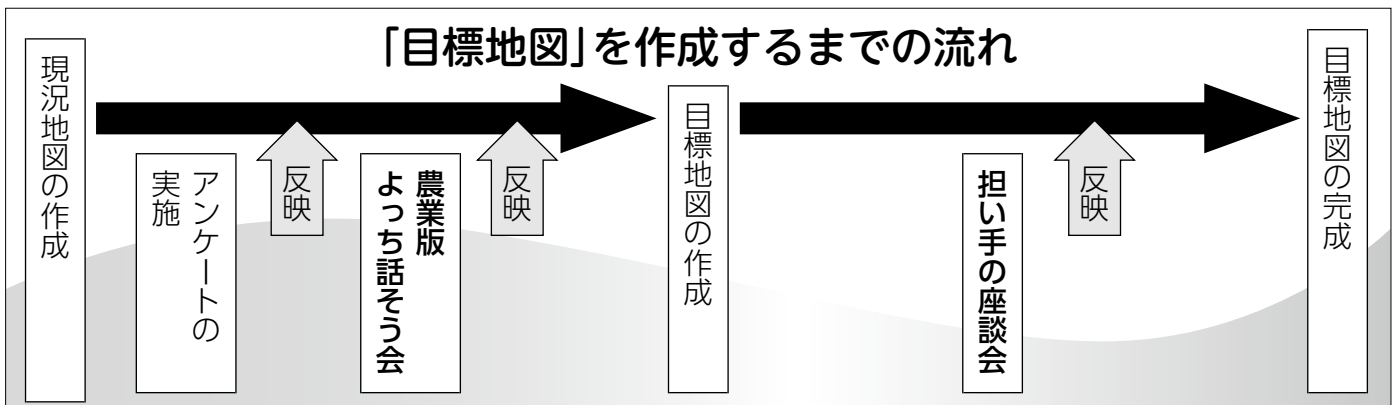 「目標地図」を作成するまでの流れ
現況地図の作成
アンケートの
実施
反映
農業版
よっち話そう会
反映
目標地図の作成
担い手の座談会
反映
目標地図の完成